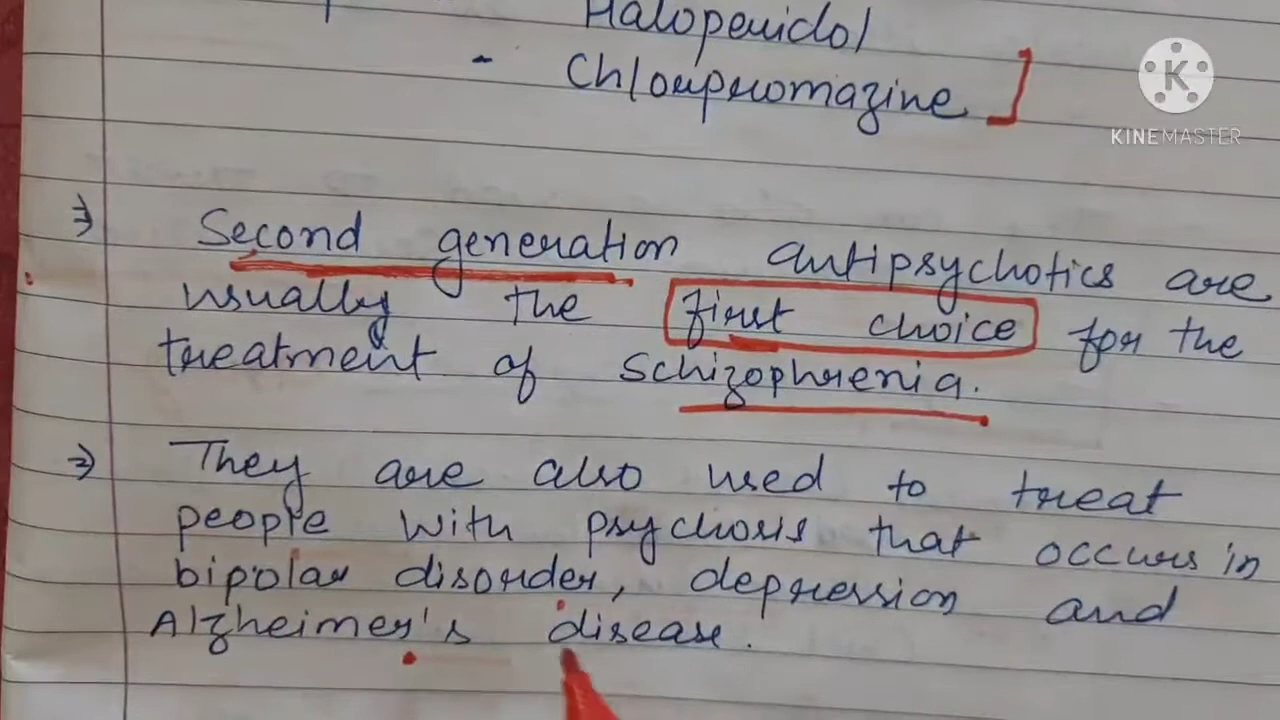 Haloperidol
- Chlorpromazine
K
KINEMASTER
⇒ Second generation antipsychotics are
usually the first choice for the
treatment of Schizophrenia.
⇒ They are also used to treat
people with psychosis that occurs in
bipolar disorder, depression and
Alzheimer's disease.